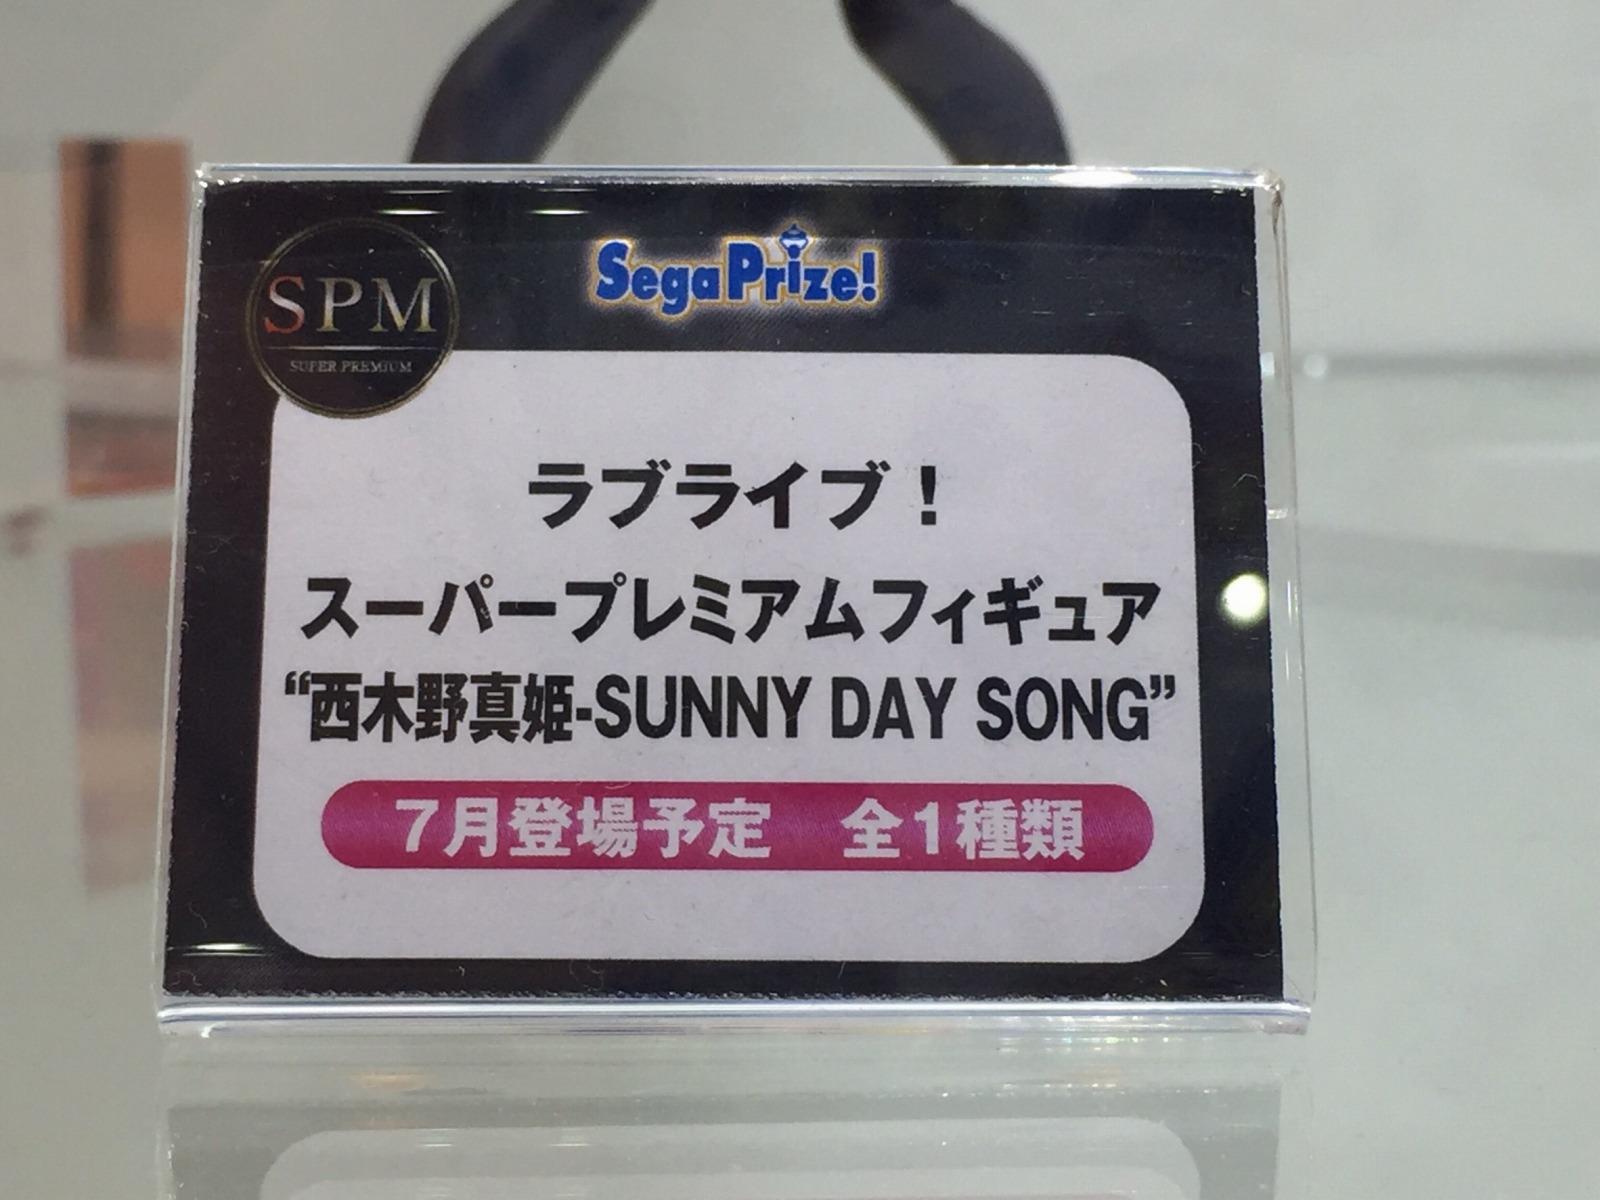 SegaPrize!
SPM
SUPER PREMIUM
ラブライブ！
スーパープレミアムフィギュア
“西木野真姫-SUNNY DAY SONG”
7月登場予定　全1種類